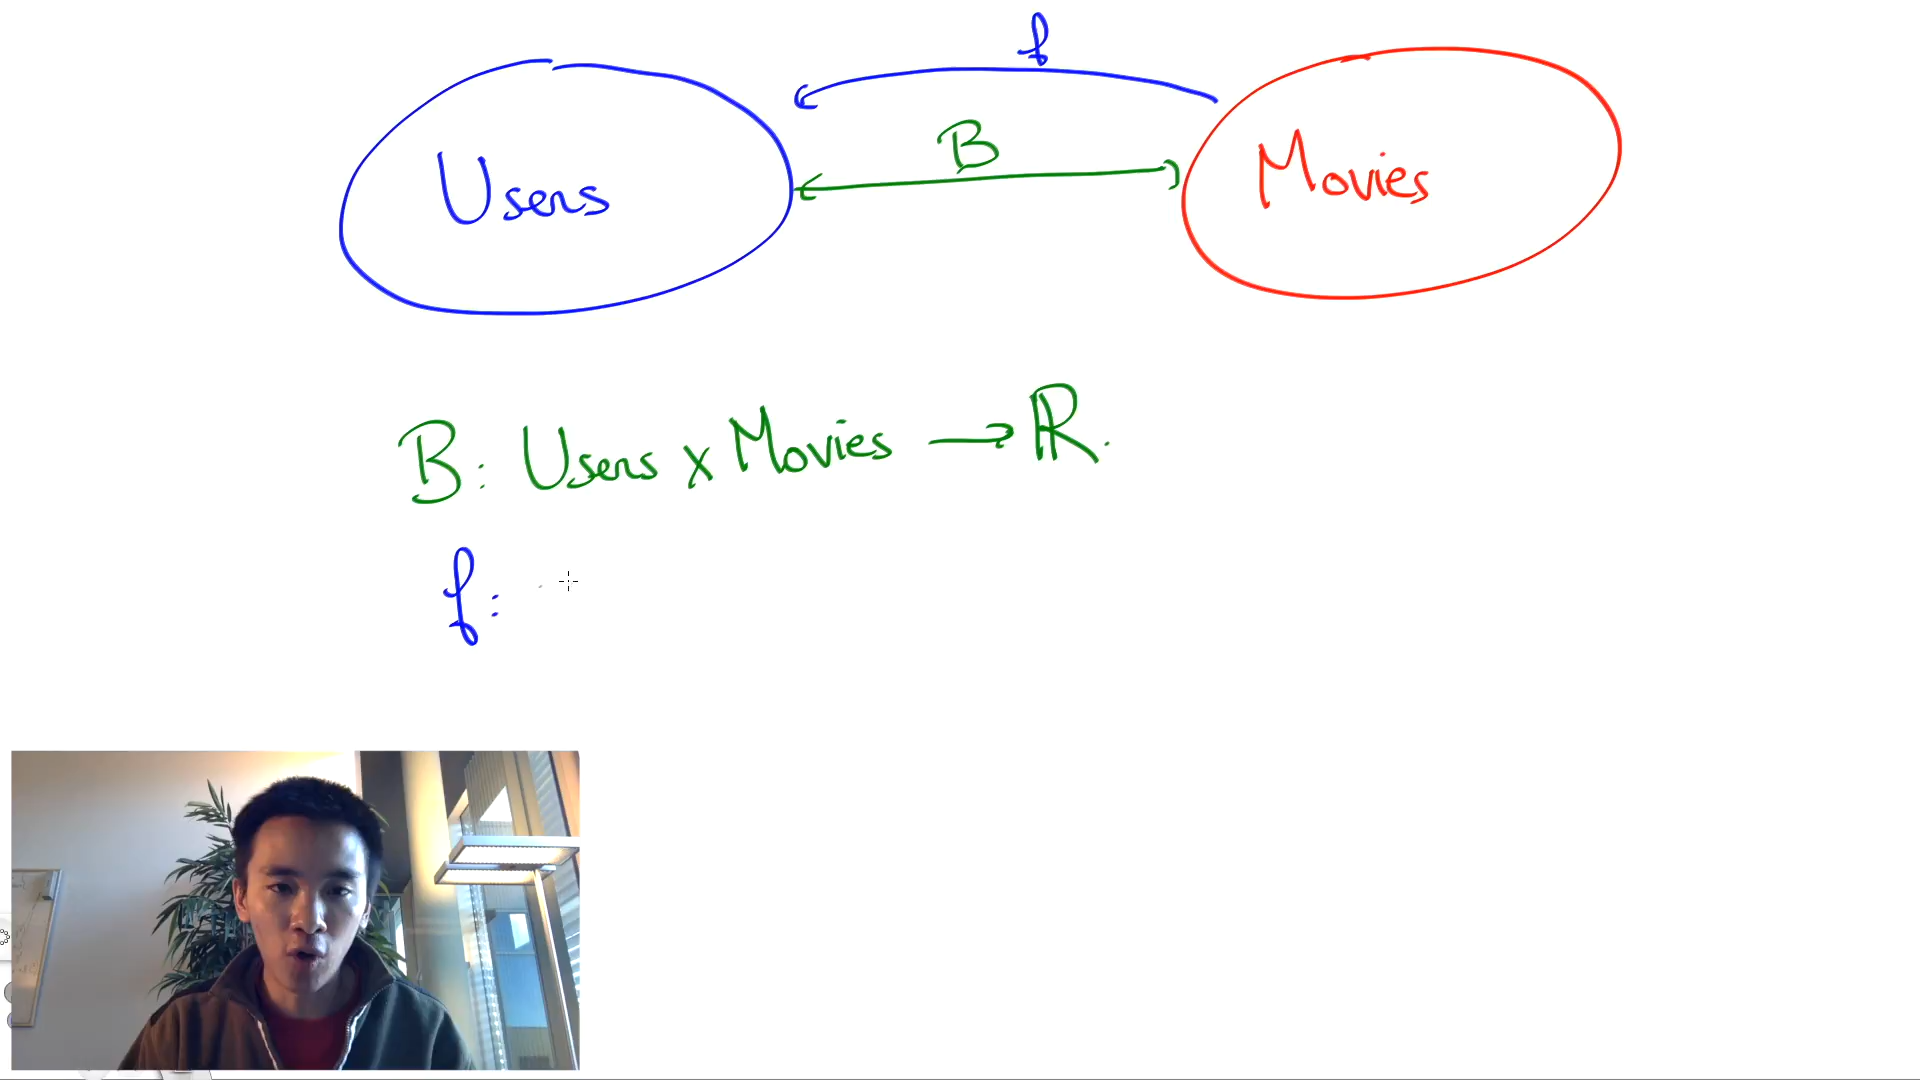 f
B
Users
Movies
B: Users x Movies → ℝ.
f: